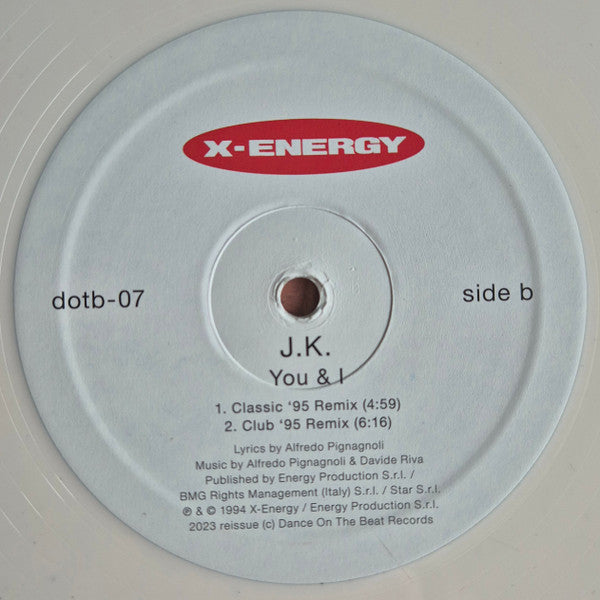 X-ENERGY
dotb-07
side b
J.K.
You & I
1. Classic ‘95 Remix (4:59)
2. Club ‘95 Remix (6:16)
Lyrics by Alfredo Pignagnoli
Music by Alfredo Pignagnoli & Davide Riva
Published by Energy Production S.r.l. /
BMG Rights Management (Italy) S.r.l. / Star S.r.l.
℗ & © 1994 X-Energy / Energy Production S.r.l.
2023 reissue (c) Dance On The Beat Records